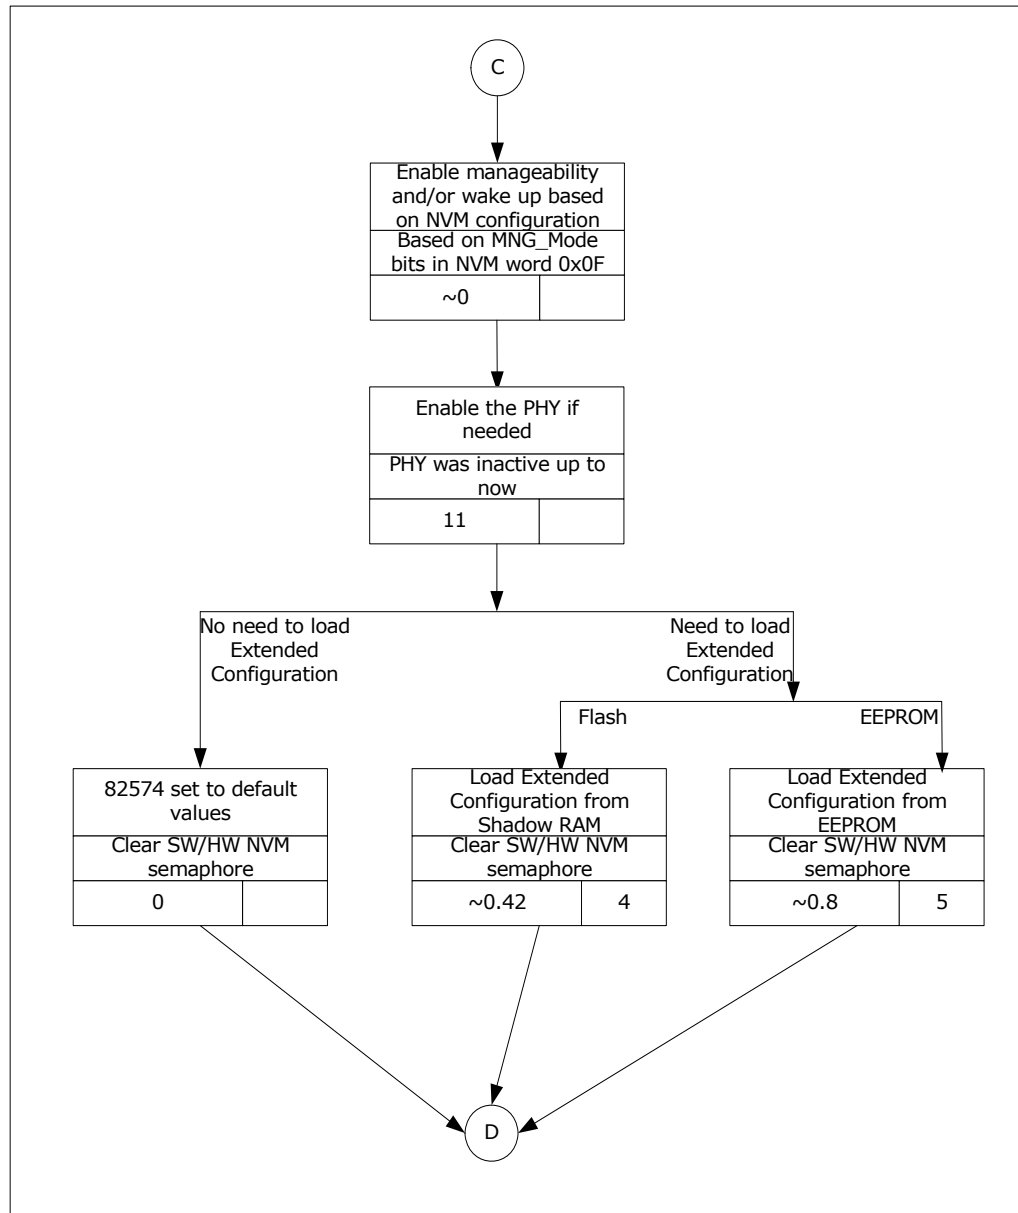 C
Enable manageability
and/or wake up based
on NVM configuration
Based on MNG_Mode
bits in NVM word 0x0F
~0
Enable the PHY if
needed
PHY was inactive up to
now
11
No need to load
Extended
Configuration
Need to load
Extended
Configuration
Flash
EEPROM
82574 set to default
values
Clear SW/HW NVM
semaphore
0
Load Extended
Configuration from
Shadow RAM
Clear SW/HW NVM
semaphore
~0.42
4
Load Extended
Configuration from
EEPROM
Clear SW/HW NVM
semaphore
~0.8
5
D